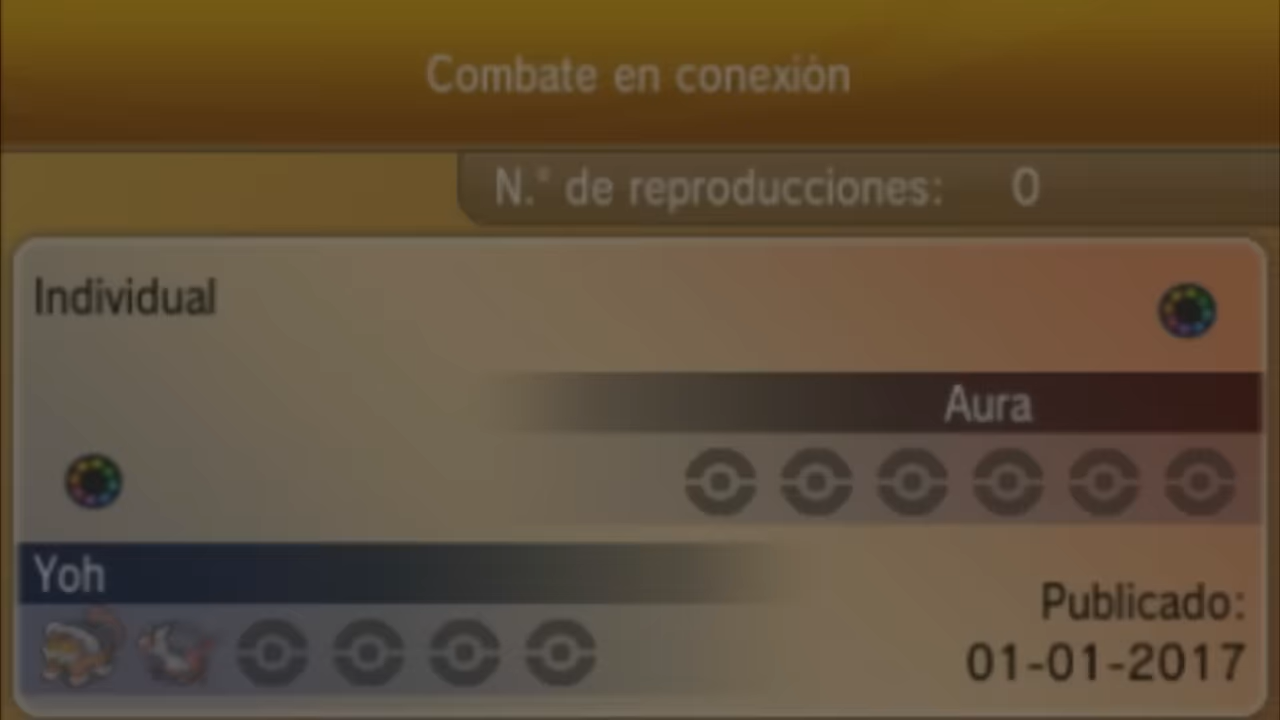 Combate en conexión
N.° de reproducciones: 0
Individual
Aura
Yoh
Publicado:
01-01-2017